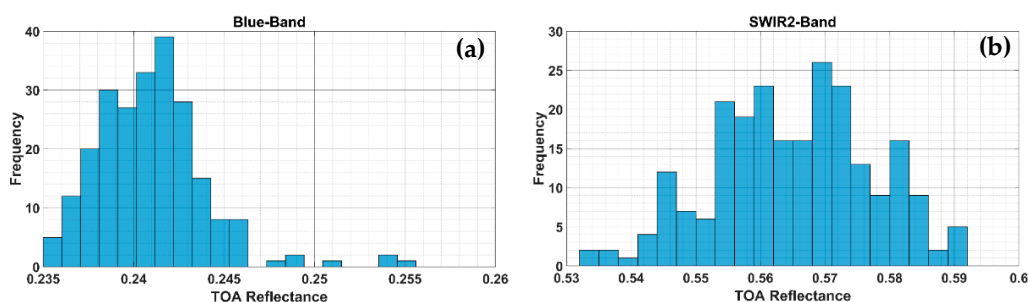 Blue-Band
(a)
Frequency
40
30
20
10
0
0.235 0.24 0.245 0.25 0.255 0.26
TOA Reflectance
SWIR2-Band
(b)
Frequency
30
25
20
15
10
5
0
0.53 0.54 0.55 0.56 0.57 0.58 0.59 0.6
TOA Reflectance